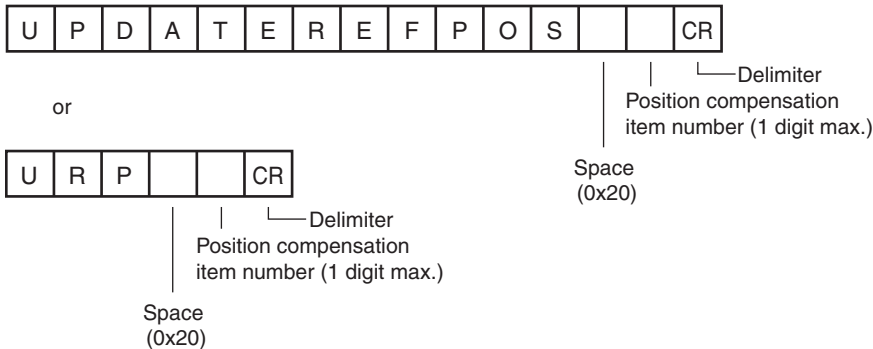 U P D A T E R E F P O S CR
Delimiter
Position compensation
item number (1 digit max.)
Space
(0x20)
or
U R P CR
Delimiter
Position compensation
item number (1 digit max.)
Space
(0x20)